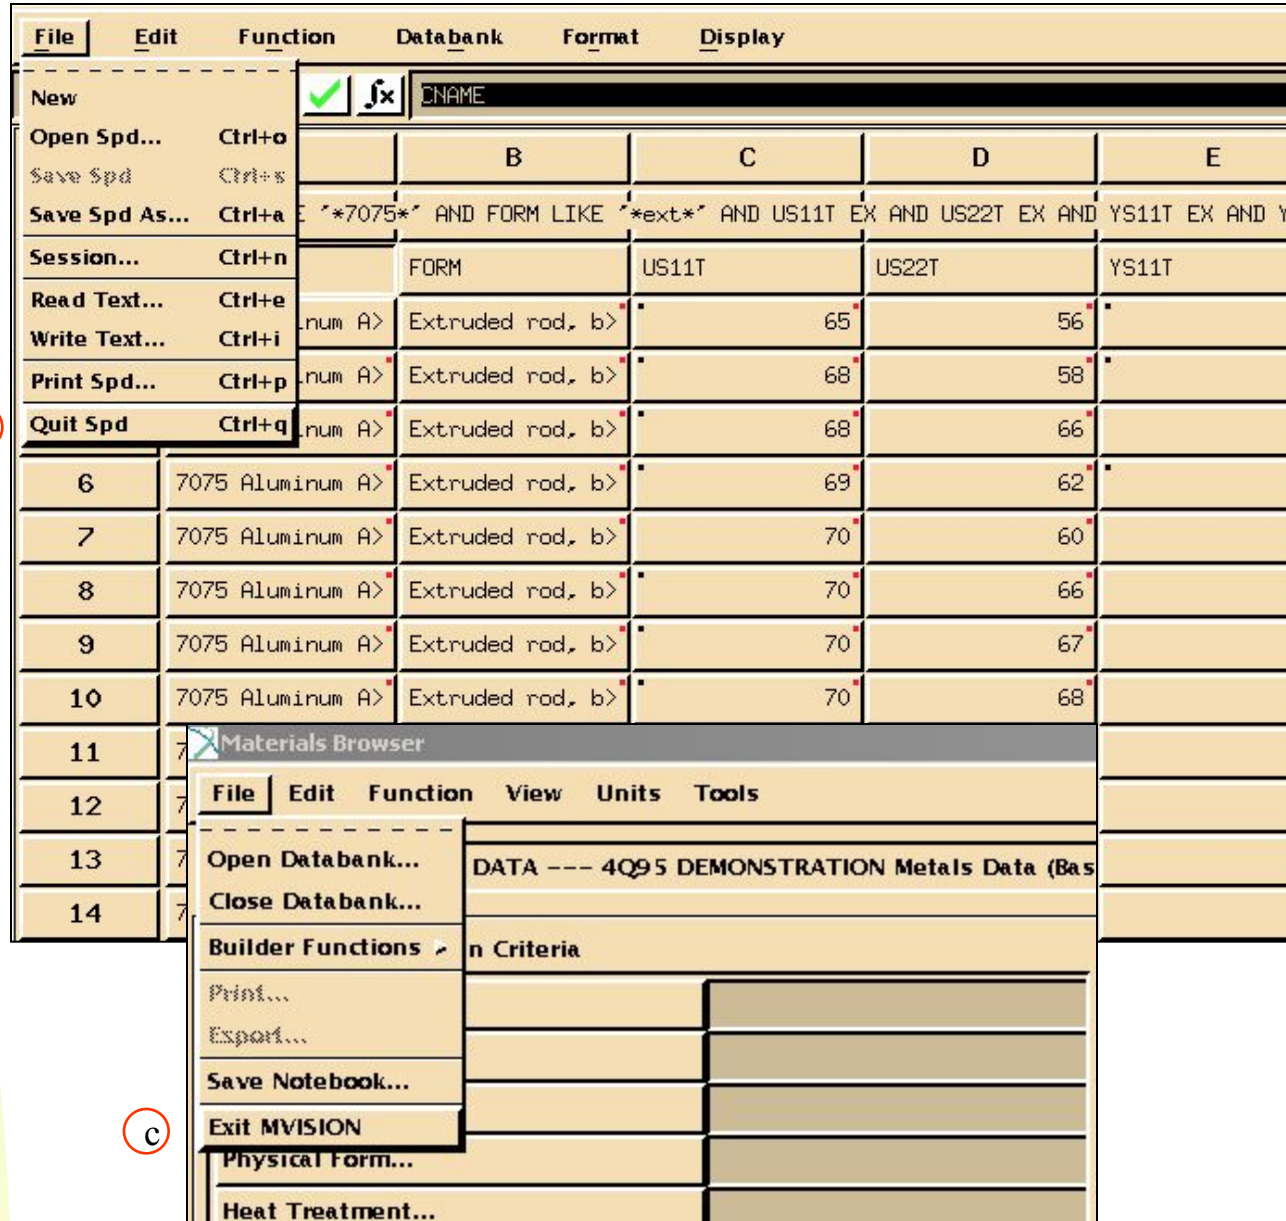 File Edit Function Databank Format Display
New
CNAME
Open Spd... Ctrl+o
B C D E
Save Spd Ctrl+s
Save Spd As... Ctrl+a
"*7075*" AND FORM LIKE "*ext*" AND US11T EX AND US22T EX AND YS11T EX AND
Session... Ctrl+n
FORM US11T US22T YS11T
Read Text... Ctrl+e
num A> Extruded rod, b> 65 56
Write Text... Ctrl+i
Print Spd... Ctrl+p
num A> Extruded rod, b> 68 58
Quit Spd Ctrl+q
num A> Extruded rod, b> 68 66
6 7075 Aluminum A> Extruded rod, b> 69 62
7 7075 Aluminum A> Extruded rod, b> 70 60
8 7075 Aluminum A> Extruded rod, b> 70 66
9 7075 Aluminum A> Extruded rod, b> 70 67
10 7075 Aluminum A> Extruded rod, b> 70 68
11 7
12 7
13 7
14 7
Materials Browser
File Edit Function View Units Tools
Open Databank...
DATA --- 4Q95 DEMONSTRATION Metals Data (Bas
Close Databank...
Builder Functions
n Criteria
Print...
Export...
Save Notebook...
c Exit MVISION
Physical Form...
Heat Treatment...